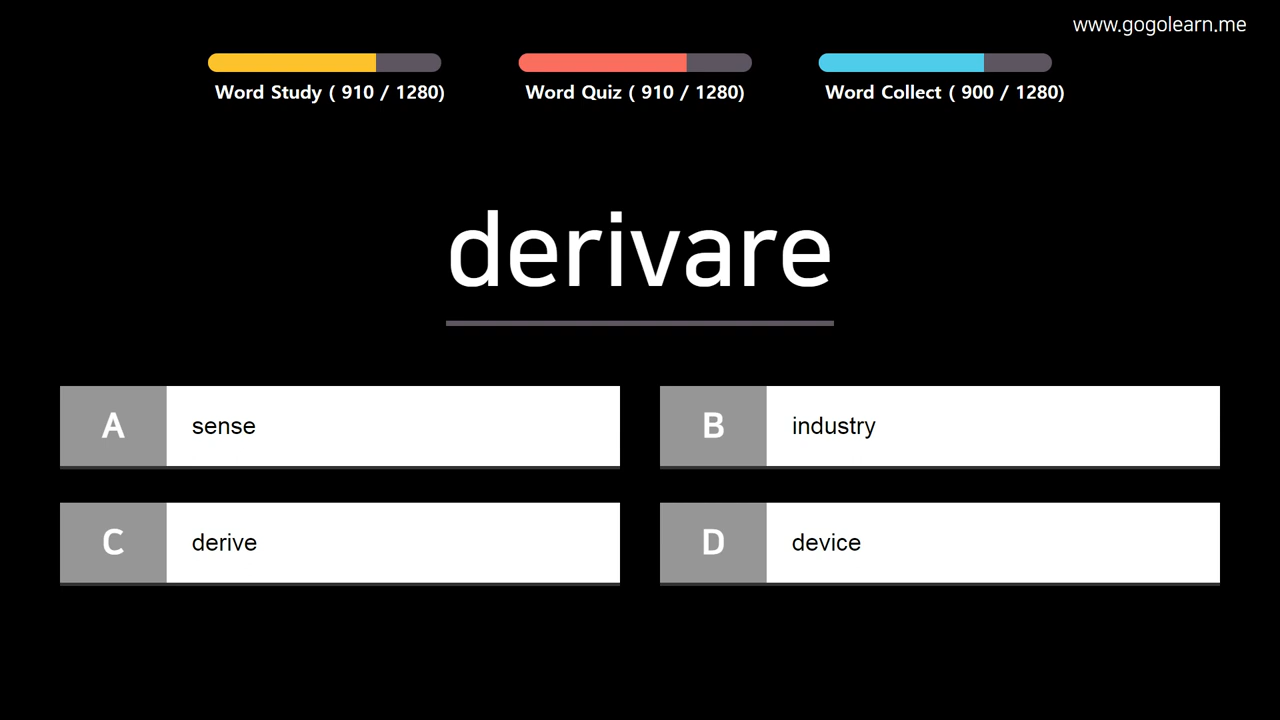 www.gogolearn.me
Word Study ( 910 / 1280)
Word Quiz ( 910 / 1280)
Word Collect ( 900 / 1280)
derivare
A
sense
B
industry
C
derive
D
device